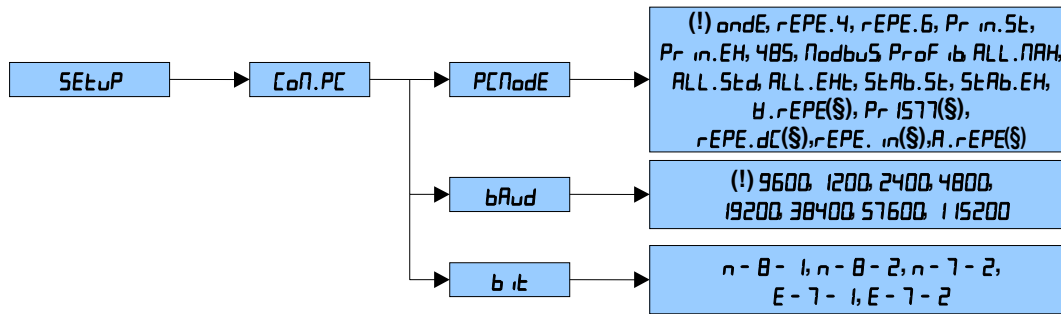 SEtuP
CoM.PC
PCModE
(!) ondE, rEPE.4, rEPE.6, Pr in.St,
Pr in.EH, 485, ModbuS, ProF ib, ALL.MAH,
ALL.Std, ALL.EHt, StAb.St, StAb.EH,
H.rEPE(§), Pr 1577(§),
rEPE.dC(§),rEPE. in(§),A.rEPE(§)
bAud
(!) 9600, 1200, 2400, 4800,
19200, 38400, 57600, 115200
b it
n - 8 - 1, n - 8 - 2, n - 7 - 2,
E - 7 - 1, E - 7 - 2